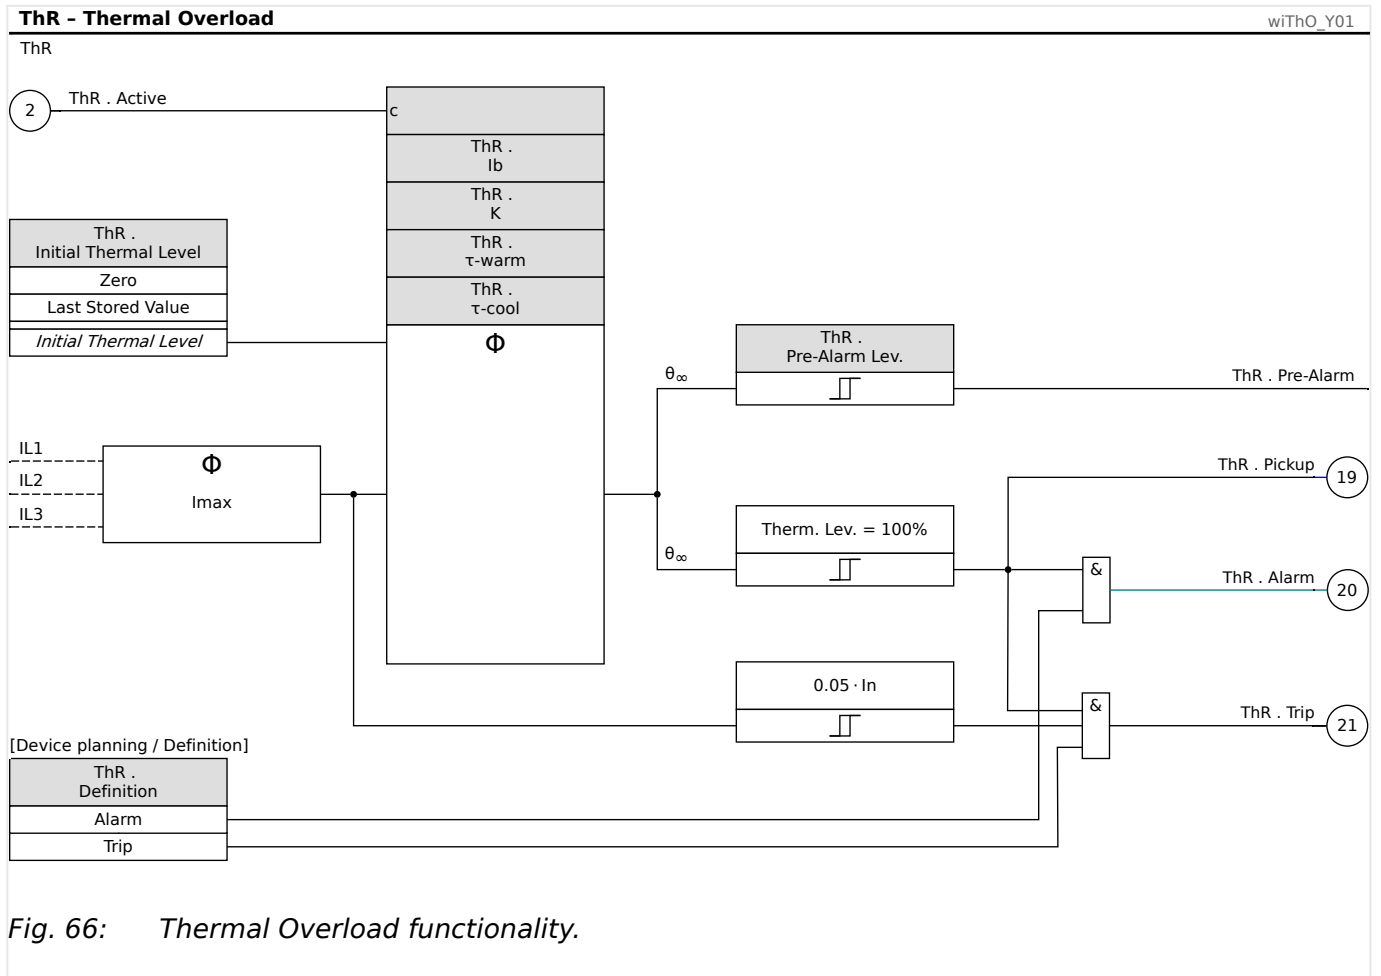 ThR – Thermal Overload
wiThO_Y01
ThR
2
ThR . Active
c
ThR .
Ib
ThR .
K
ThR .
τ-warm
ThR .
τ-cool
Φ
ThR .
Initial Thermal Level
Zero
Last Stored Value
Initial Thermal Level
IL1
IL2
IL3
Φ
Imax
θ∞
ThR .
Pre-Alarm Lev.
ThR . Pre-Alarm
θ∞
Therm. Lev. = 100%
ThR . Pickup
19
&
ThR . Alarm
20
0.05 · In
&
ThR . Trip
21
[Device planning / Definition]
ThR .
Definition
Alarm
Trip
Fig. 66: Thermal Overload functionality.